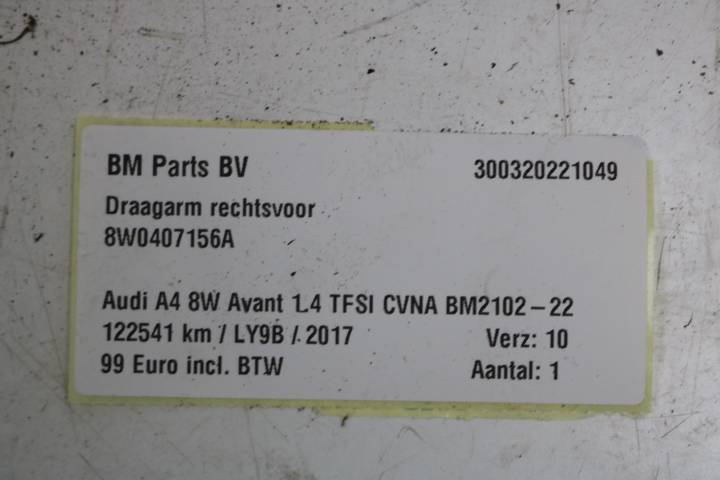 BM Parts BV 300320221049
Draagarm rechtsvoor
8W0407156A
Audi A4 8W Avant 1.4 TFSI CVNA BM2102-22
122541 km / LY9B / 2017 Verz: 10
99 Euro incl. BTW Aantal: 1